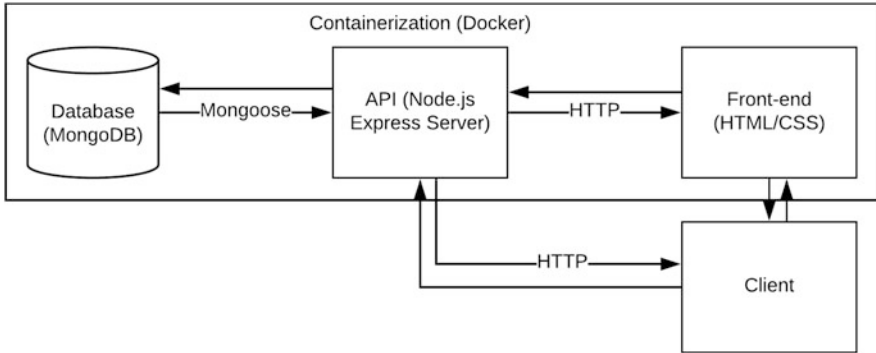 Containerization (Docker)
Database
(MongoDB)
Mongoose
API (Node.js
Express Server)
HTTP
Front-end
(HTML/CSS)
HTTP
Client